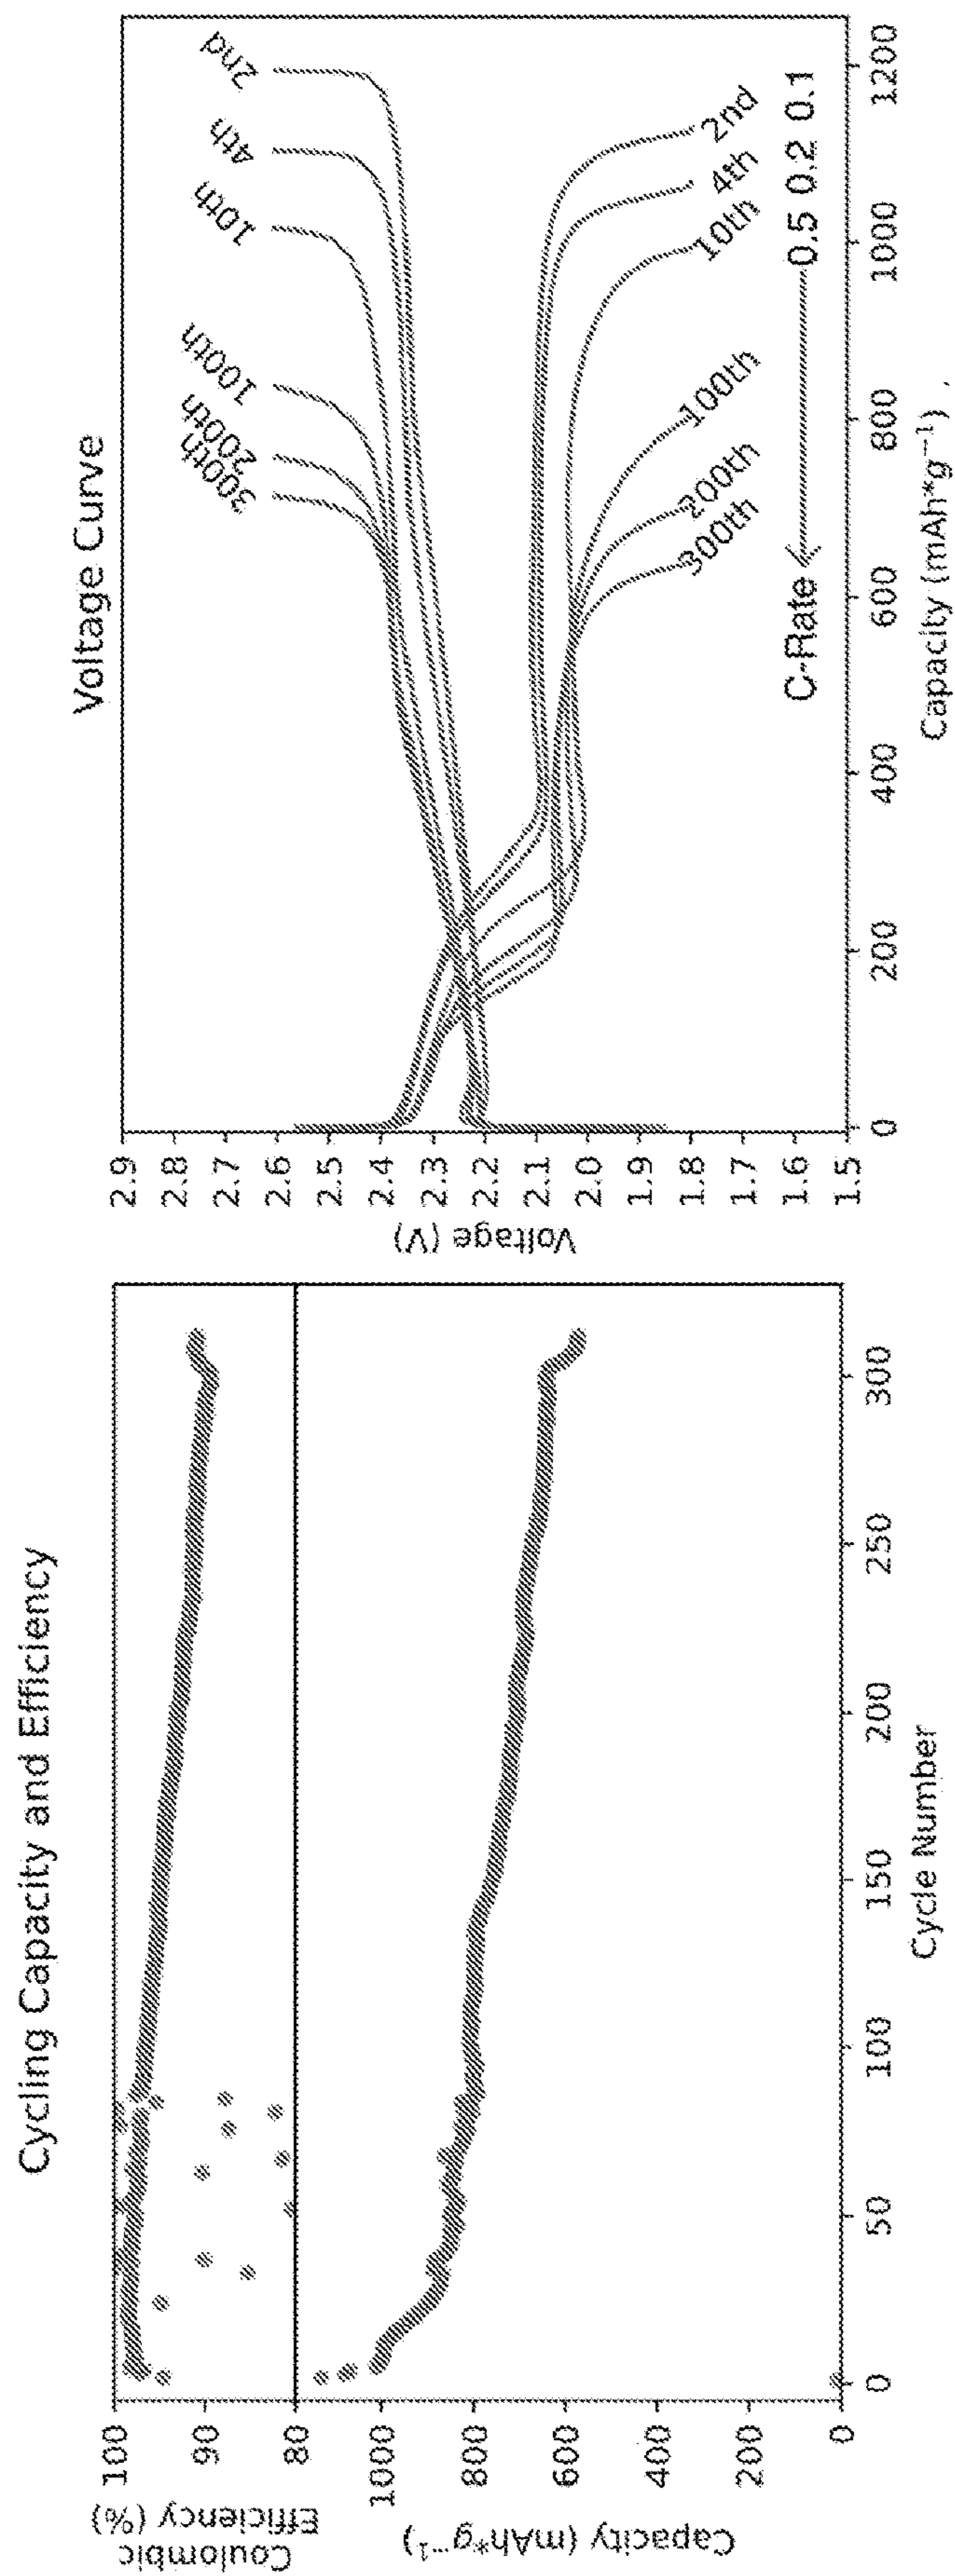 Cycling Capacity and Efficiency
Coulombic
Efficiency (%)
100
90
80
Capacity (mAh*g⁻¹)
1000
800
600
400
200
0
0 50 100 150 200 250 300
Cycle Number
Voltage Curve
Voltage (V)
2.9
2.8
2.7
2.6
2.5
2.4
2.3
2.2
2.1
2.0
1.9
1.8
1.7
1.6
1.5
300th 200th 100th 10th 4th 2nd
300th 200th 100th 10th 4th 2nd
C-Rate 0.5 0.2 0.1
0 200 400 600 800 1000 1200
Capacity (mAh*g⁻¹) ,